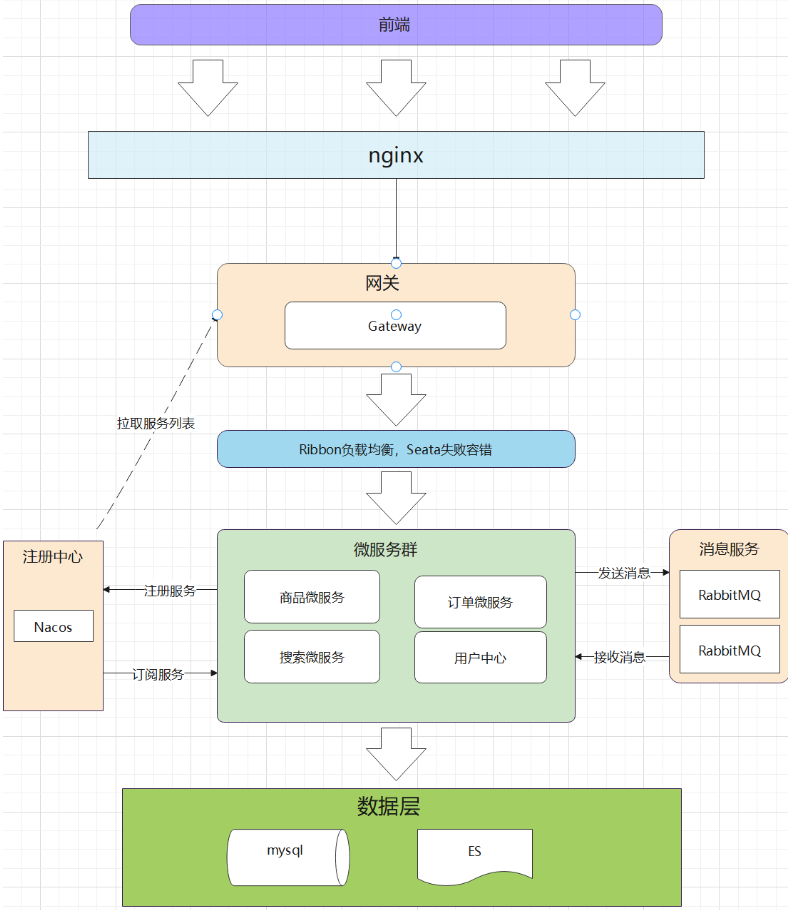 前端
nginx
网关
Gateway
拉取服务列表
Ribbon负载均衡，Seata失败容错
注册中心
Nacos
注册服务
订阅服务
微服务群
商品微服务
订单微服务
搜索微服务
用户中心
发送消息
接收消息
消息服务
RabbitMQ
RabbitMQ
数据层
mysql
ES